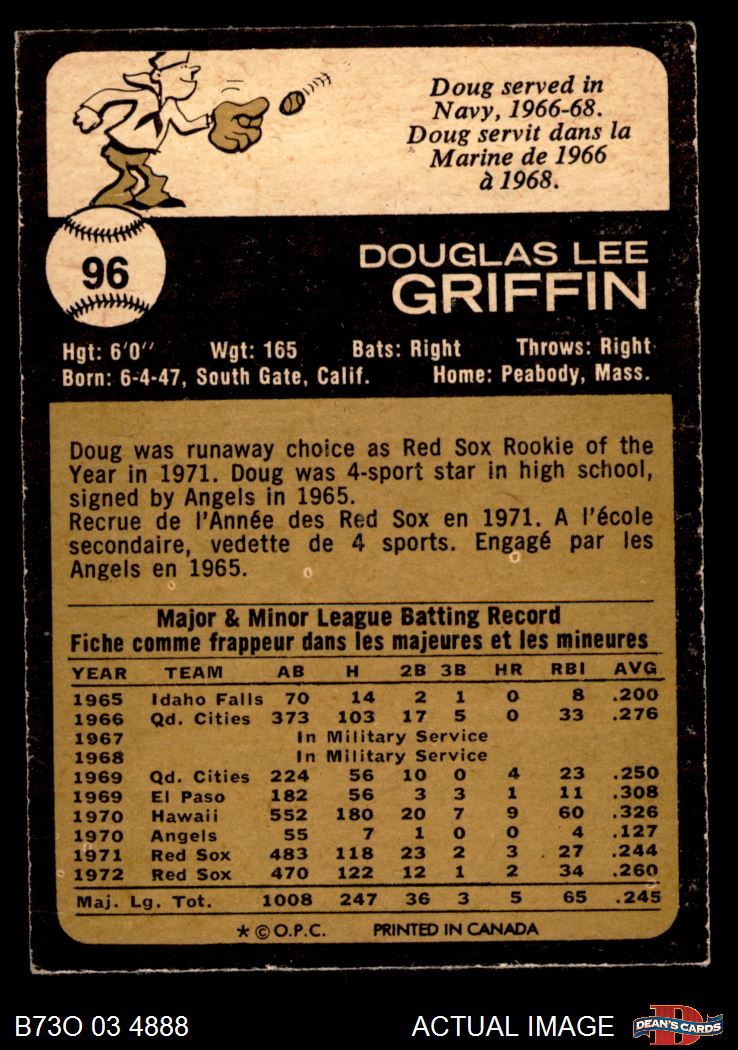 Doug served in
Navy, 1966-68.
Doug servit dans la
Marine de 1966
à 1968.
96
DOUGLAS LEE
GRIFFIN
Hgt: 6'0" Wgt: 165 Bats: Right Throws: Right
Born: 6-4-47, South Gate, Calif. Home: Peabody, Mass.
Doug was runaway choice as Red Sox Rookie of the
Year in 1971. Doug was 4-sport star in high school,
signed by Angels in 1965.
Recrue de l'Année des Red Sox en 1971. A l'école
secondaire, vedette de 4 sports. Engagé par les
Angels en 1965.
Major & Minor League Batting Record
Fiche comme frappeur dans les majeures et les mineures
YEAR TEAM AB H 2B 3B HR RBI AVG
1965 Idaho Falls 70 14 2 1 0 8 .200
1966 Qd. Cities 373 103 17 5 0 33 .276
1967 In Military Service
1968 In Military Service
1969 Qd. Cities 224 56 10 0 4 23 .250
1969 El Paso 182 56 3 3 1 11 .308
1970 Hawaii 552 180 20 7 9 60 .326
1970 Angels 55 7 1 0 0 4 .127
1971 Red Sox 483 118 23 2 3 27 .244
1972 Red Sox 470 122 12 1 2 34 .260
Maj. Lg. Tot. 1008 247 36 3 5 65 .245
* © O.P.C. PRINTED IN CANADA
B73O 03 4888 ACTUAL IMAGE D DEAN'S CARDS